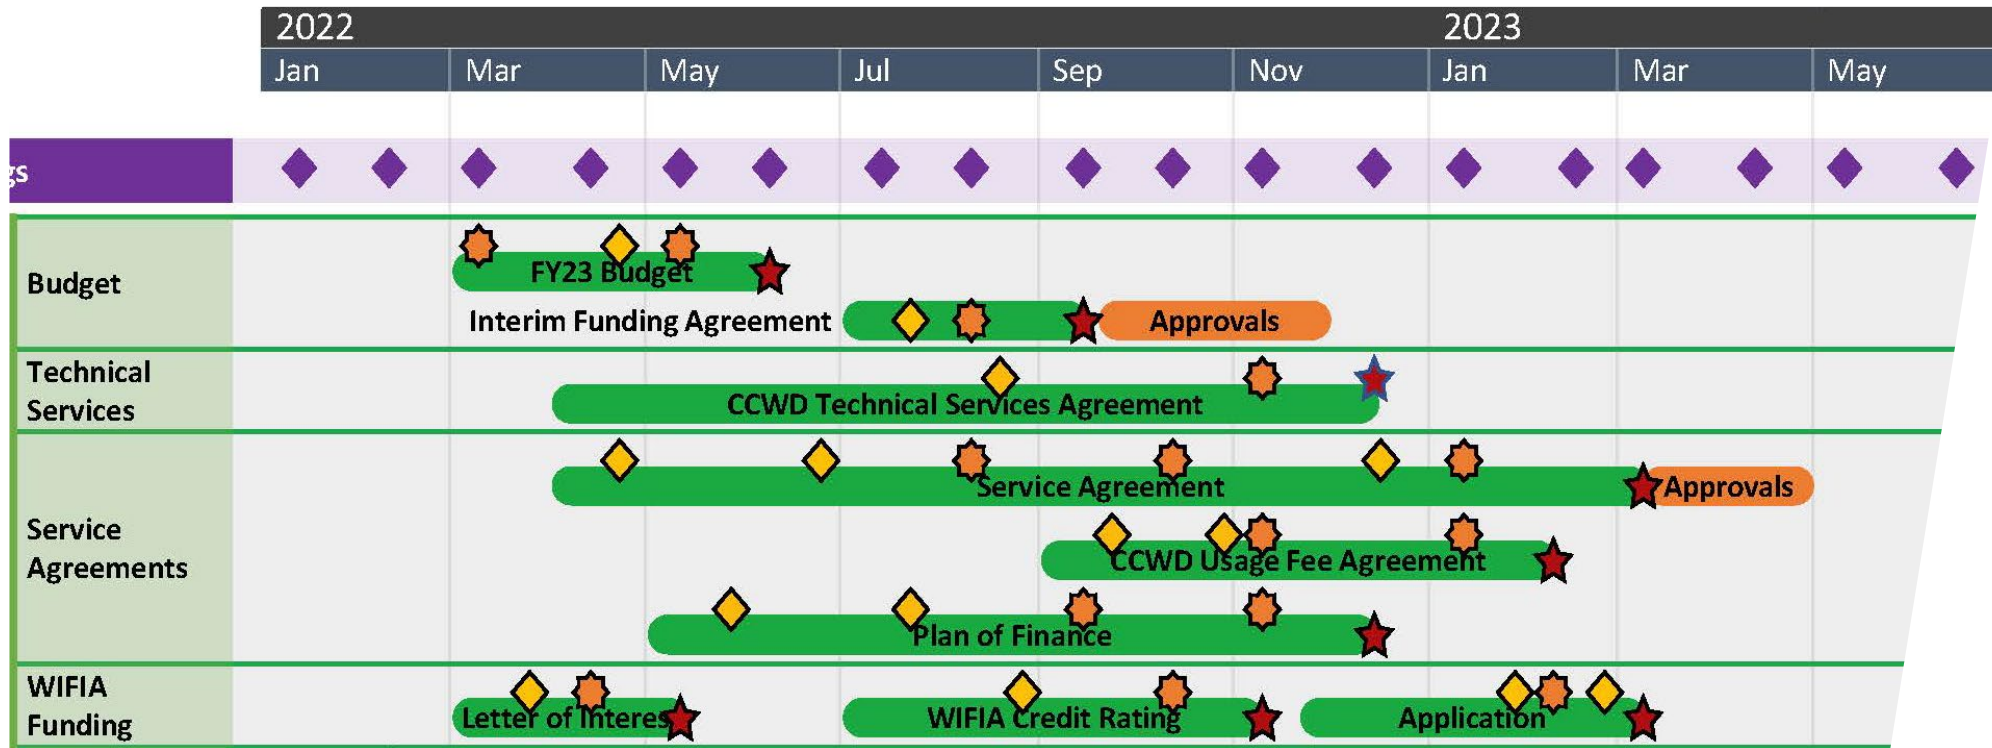 2022 2023
Jan Mar May Jul Sep Nov Jan Mar May
gs
Budget
FY23 Budget
Interim Funding Agreement Approvals
Technical
Services
CCWD Technical Services Agreement
Service Agreement Approvals
Service
Agreements
CCWD Usage Fee Agreement
Plan of Finance
WIFIA
Funding
Letter of Interes WIFIA Credit Rating Application